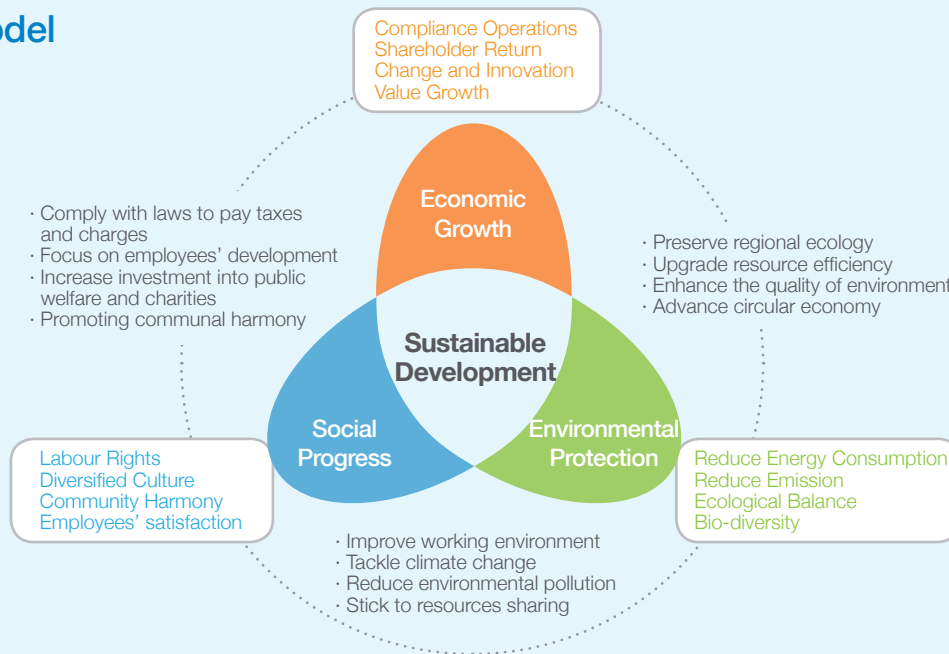 odel
Compliance Operations
Shareholder Return
Change and Innovation
Value Growth
Economic
Growth
· Comply with laws to pay taxes
and charges
· Focus on employees’ development
· Increase investment into public
welfare and charities
· Promoting communal harmony
· Preserve regional ecology
· Upgrade resource efficiency
· Enhance the quality of environment
· Advance circular economy
Sustainable
Development
Social
Progress
Environmental
Protection
Labour Rights
Diversified Culture
Community Harmony
Employees’ satisfaction
Reduce Energy Consumption
Reduce Emission
Ecological Balance
Bio-diversity
· Improve working environment
· Tackle climate change
· Reduce environmental pollution
· Stick to resources sharing